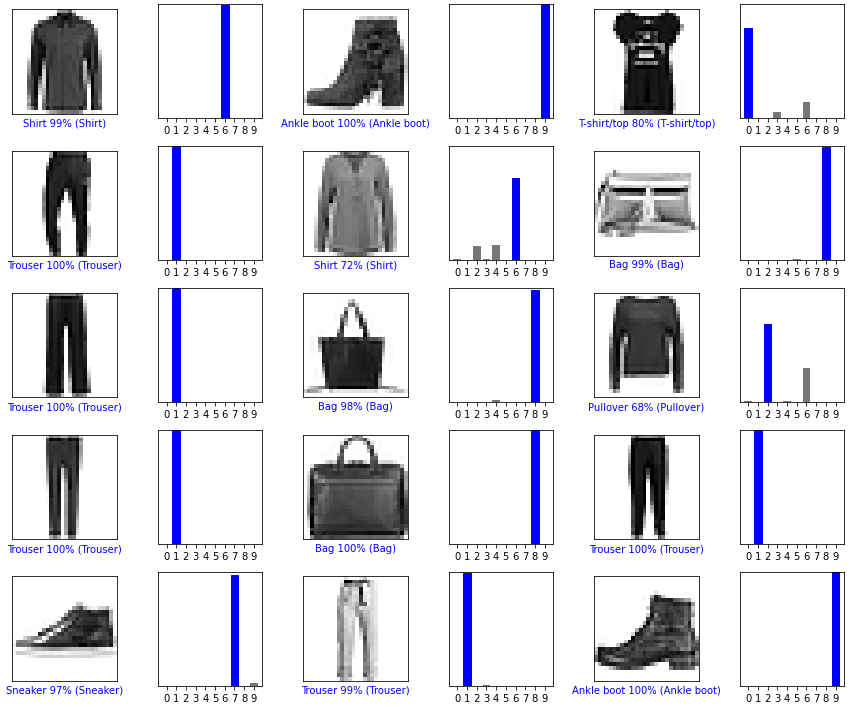 0 1 2 3 4 5 6 7 8 9 0 1 2 3 4 5 6 7 8 9 0 1 2 3 4 5 6 7 8 9
Shirt 99% (Shirt) Ankle boot 100% (Ankle boot) T-shirt/top 80% (T-shirt/top)
0 1 2 3 4 5 6 7 8 9 0 1 2 3 4 5 6 7 8 9 0 1 2 3 4 5 6 7 8 9
Trouser 100% (Trouser) Shirt 72% (Shirt) Bag 99% (Bag)
0 1 2 3 4 5 6 7 8 9 0 1 2 3 4 5 6 7 8 9 0 1 2 3 4 5 6 7 8 9
Trouser 100% (Trouser) Bag 98% (Bag) Pullover 68% (Pullover)
0 1 2 3 4 5 6 7 8 9 0 1 2 3 4 5 6 7 8 9 0 1 2 3 4 5 6 7 8 9
Trouser 100% (Trouser) Bag 100% (Bag) Trouser 100% (Trouser)
0 1 2 3 4 5 6 7 8 9 0 1 2 3 4 5 6 7 8 9 0 1 2 3 4 5 6 7 8 9
Sneaker 97% (Sneaker) Trouser 99% (Trouser) Ankle boot 100% (Ankle boot)